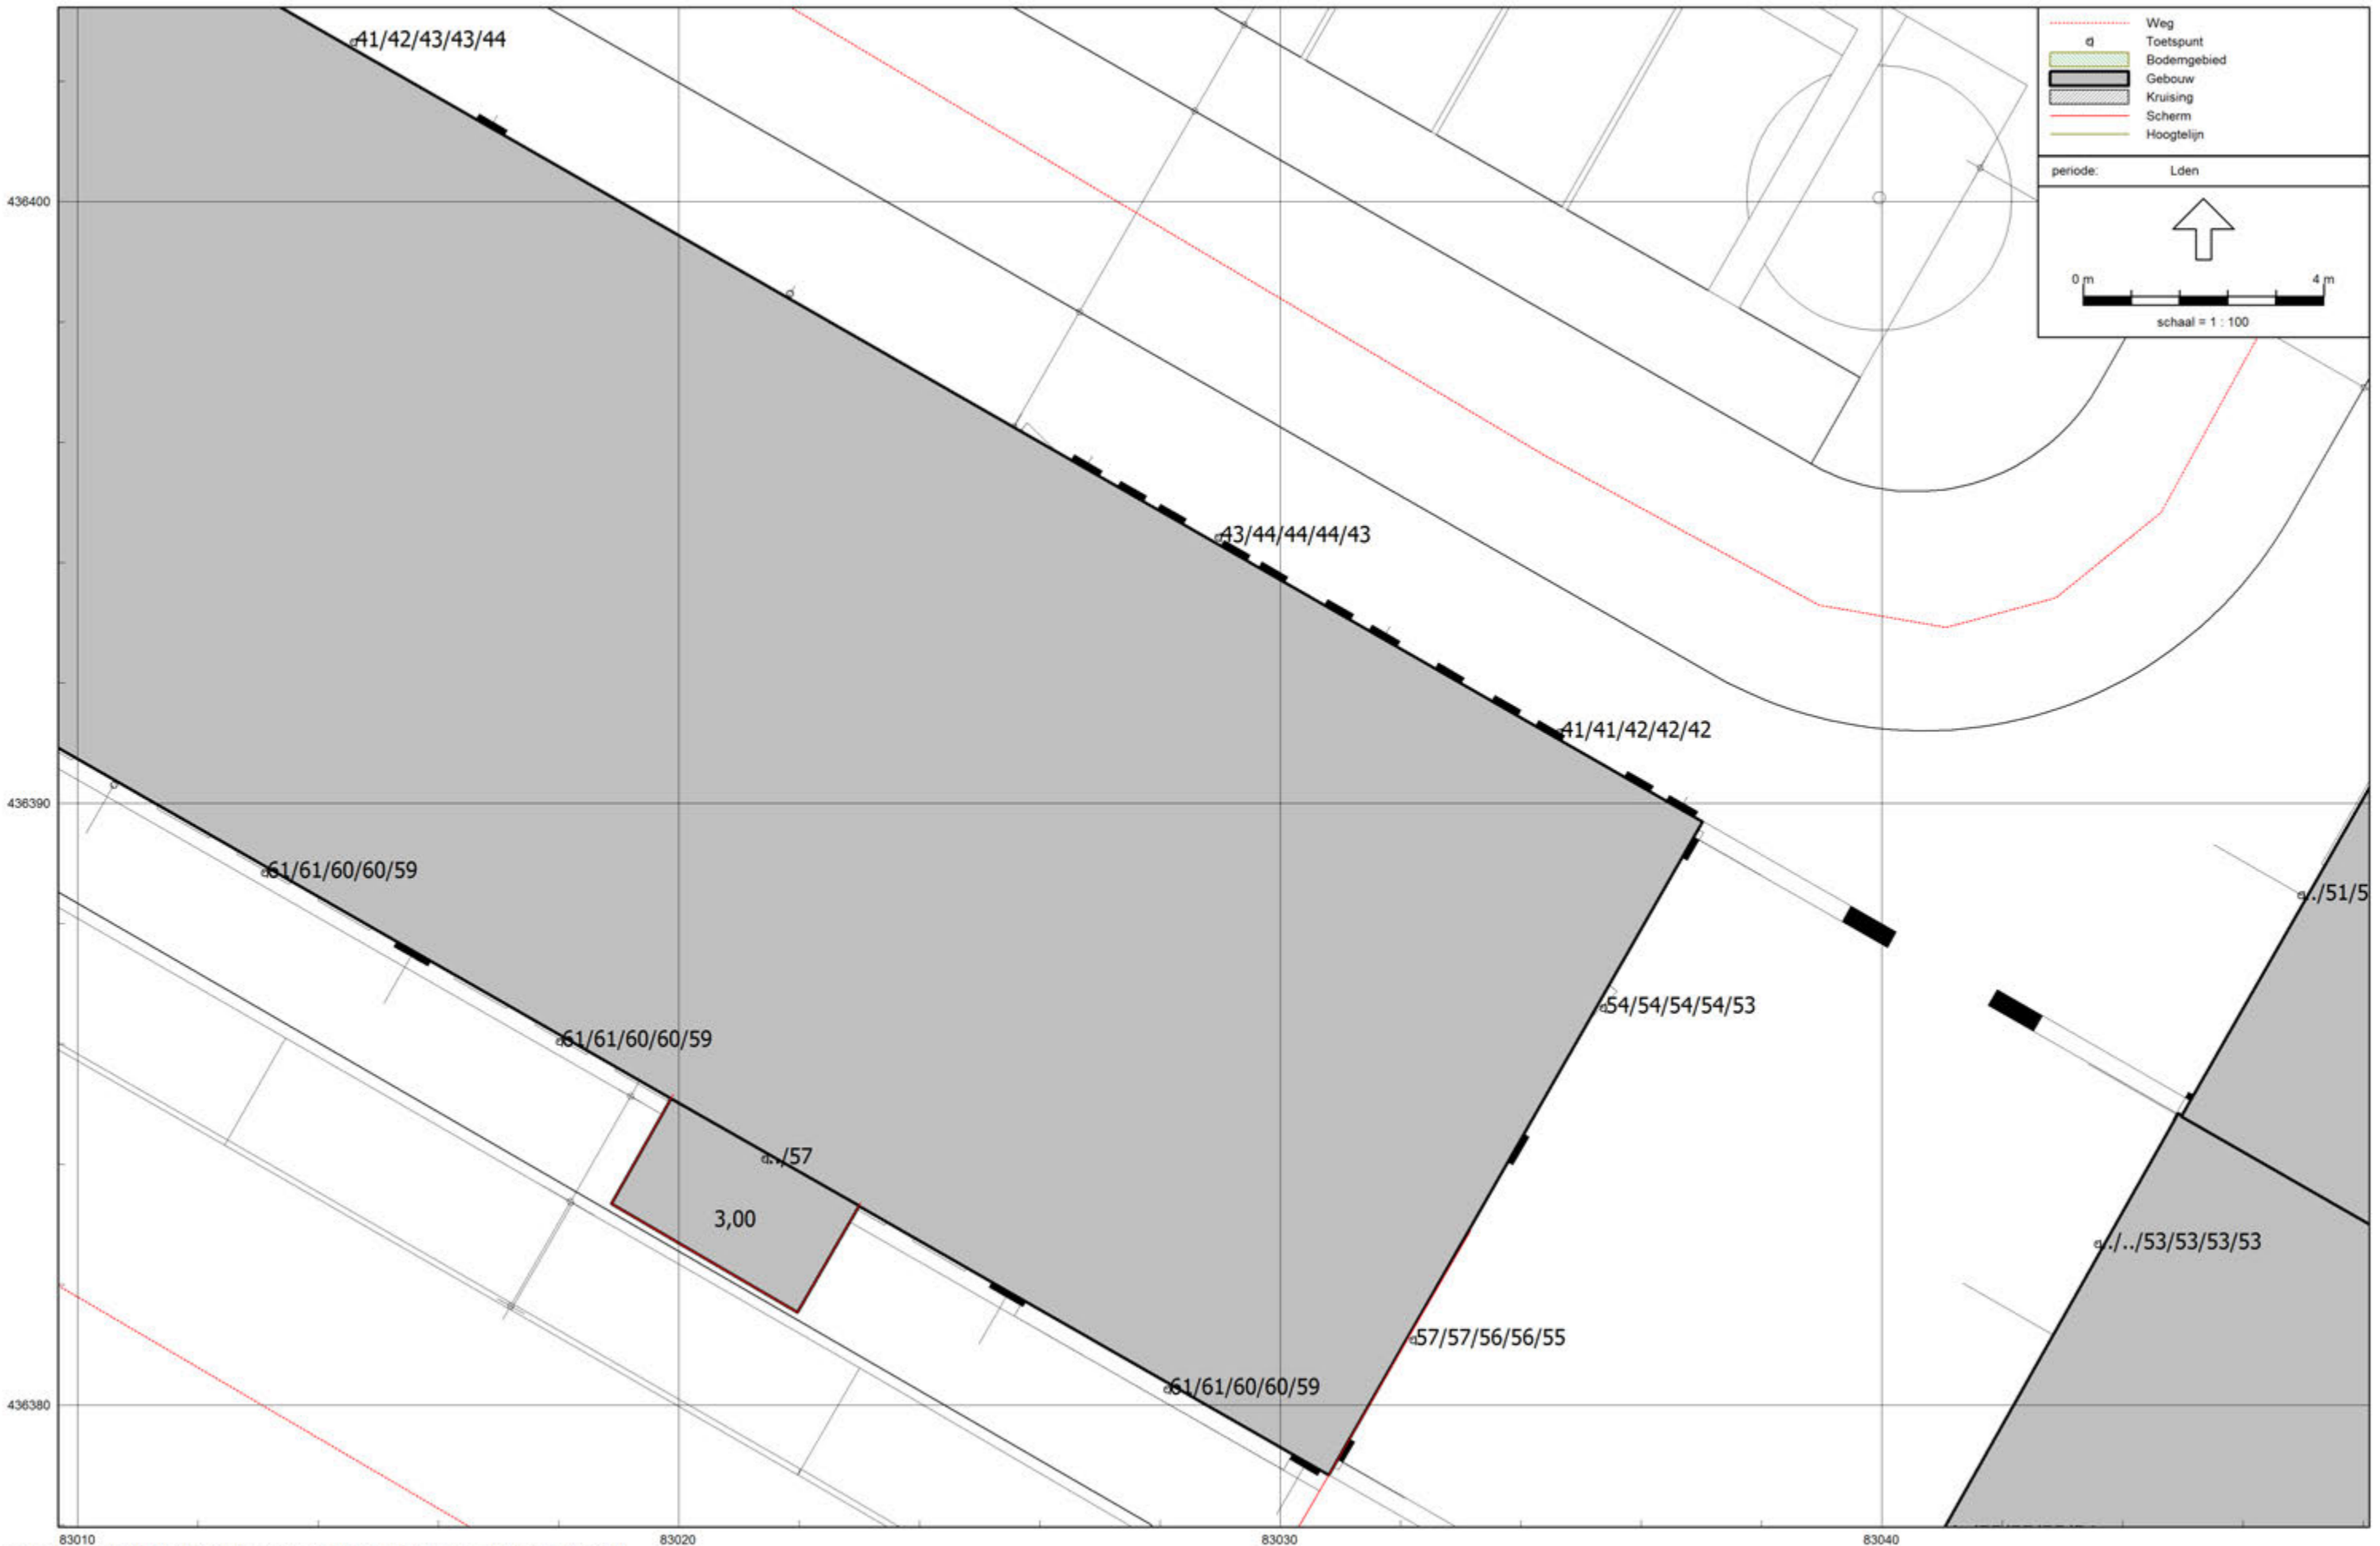 Weg
Toetspunt
Bodemgebied
Gebouw
Kruising
Scherm
Hoogtelijn
periode: Lden
0 m 4 m
schaal = 1 : 100
41/42/43/43/44
436400
43/44/44/44/43
41/41/42/42/42
436390
61/61/60/60/59
../51/5
54/54/54/54/53
61/61/60/60/59
../57
3,00
../../53/53/53/53
57/57/56/56/55
61/61/60/60/59
436380
83010 83020 83030 83040